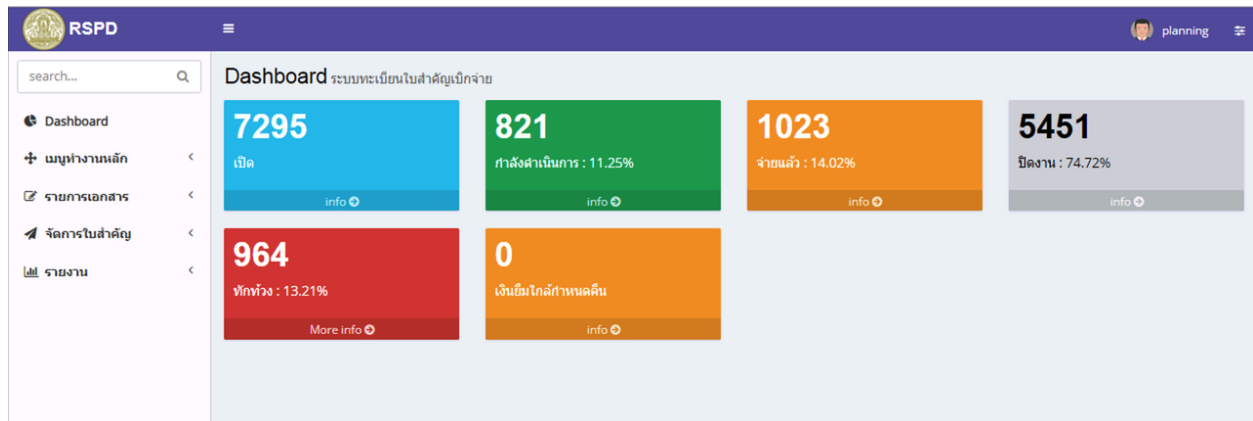 RSPD
planning
search...
Dashboard ระบบทะเบียนใบสำคัญเบิกจ่าย
Dashboard
เมนูทำงานหลัก
รายการเอกสาร
จัดการใบสำคัญ
รายงาน
7295
เปิด
info
821
กำลังดำเนินการ : 11.25%
info
1023
จ่ายแล้ว : 14.02%
info
5451
ปิดงาน : 74.72%
info
964
ทักท้วง : 13.21%
More info
0
เงินยืมใกล้กำหนดคืน
info